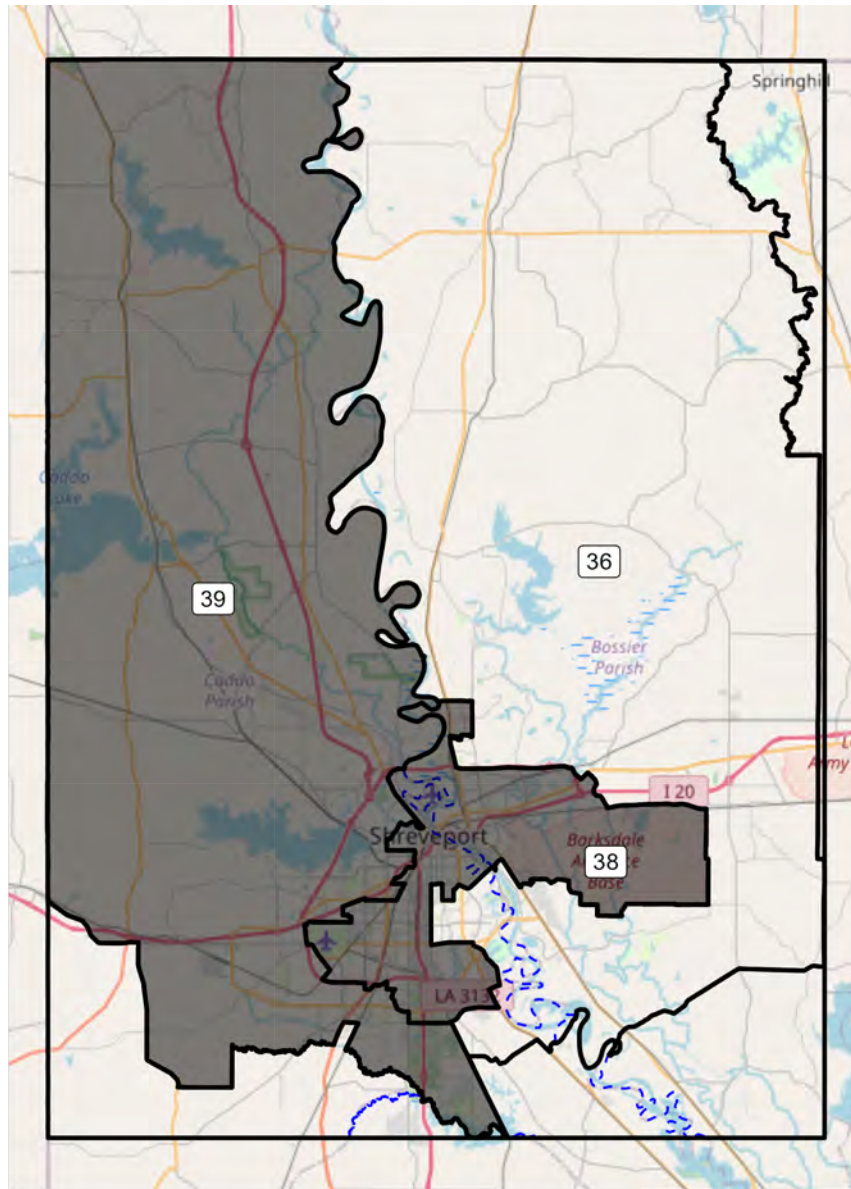 Springhill
Caddo
Lake
36
39
Bossier
Parish
Caddo
Parish
Army
I 20
Shreveport
Barksdale
Base
38
LA 3132